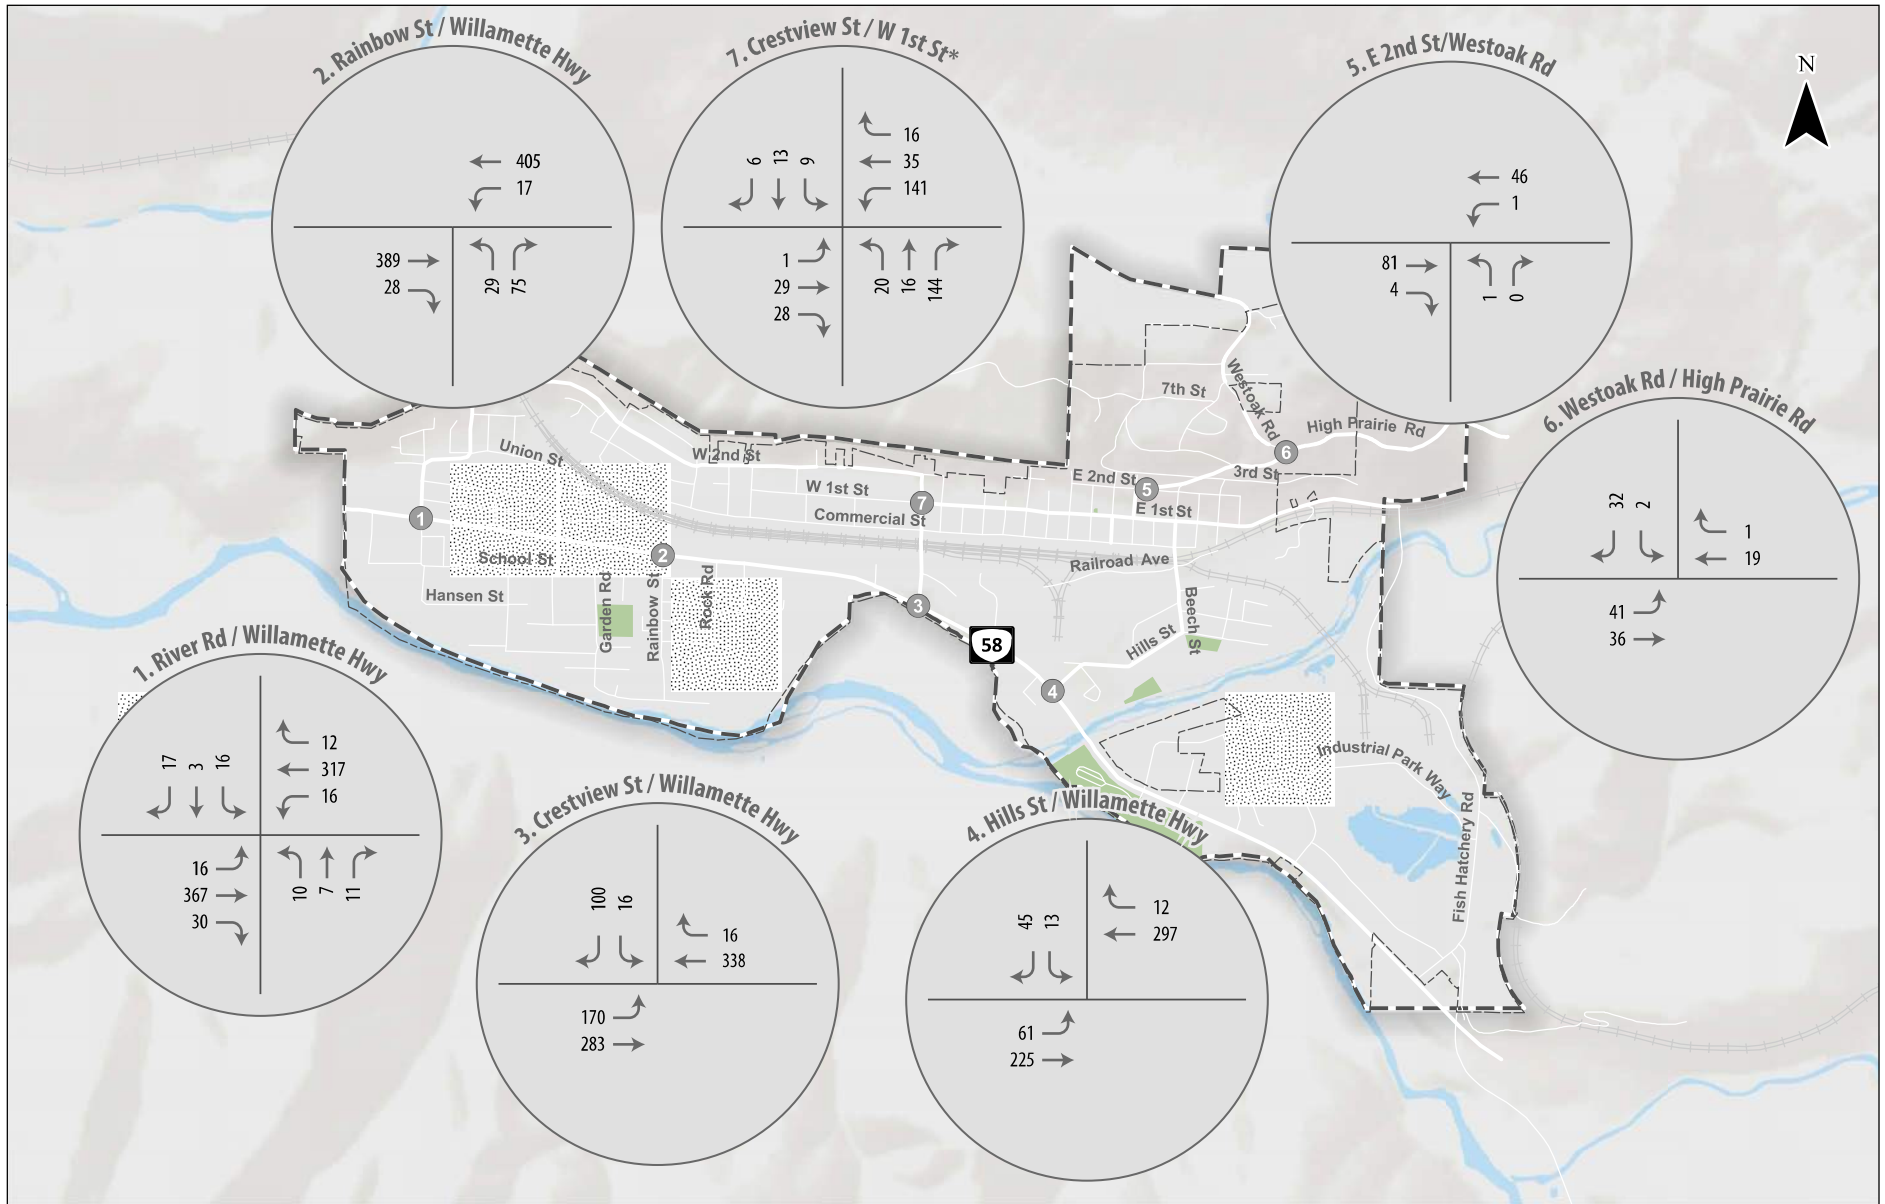 2. Rainbow St / Willamette Hwy
405
17
389
28
29
75
7. Crestview St / W 1st St*
6
13
9
16
35
141
1
29
28
20
16
144
5. E 2nd St/Westoak Rd
46
1
81
4
1
0
N
6. Westoak Rd / High Prairie Rd
32
2
1
19
41
36
1. River Rd / Willamette Hwy
17
3
16
12
317
16
16
367
30
10
7
11
3. Crestview St / Willamette Hwy
100
16
16
338
170
283
4. Hills St / Willamette Hwy
45
13
12
297
61
225
7th St
Westoak Rd
High Prairie Rd
Union St
W 2nd St
W 1st St
Commercial St
E 2nd St
3rd St
E 1st St
School St
Hansen St
Garden Rd
Rainbow St
Rock Rd
Railroad Ave
Beech St
Hills St
Industrial Park Way
Fish Hatchery Rd
58
1
2
3
4
5
6
7